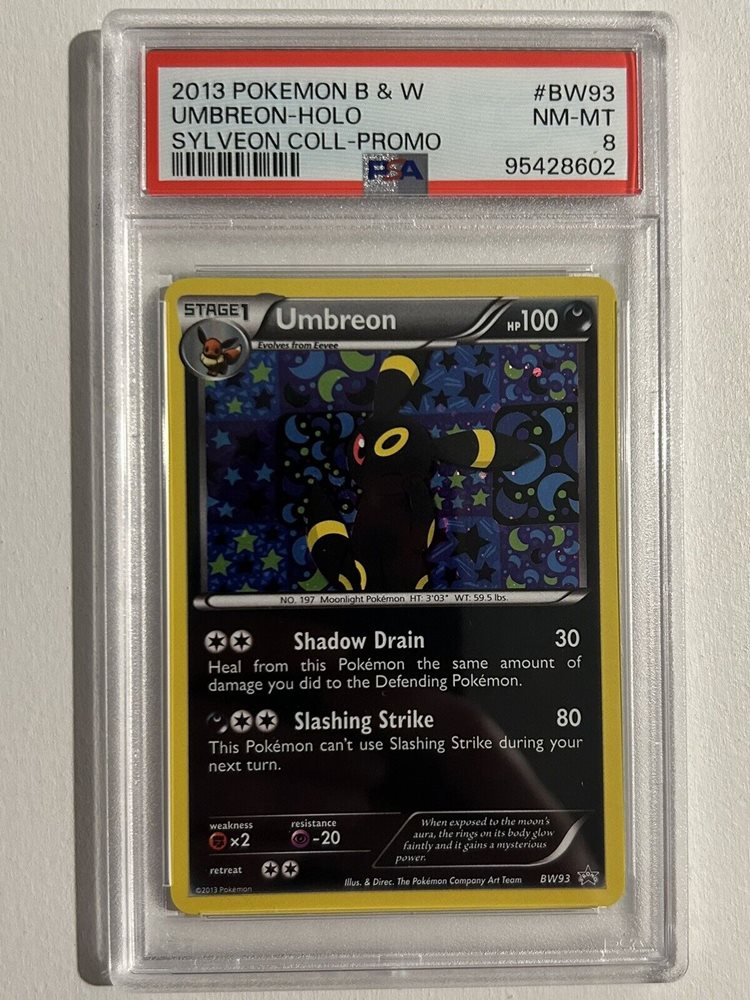 2013 POKEMON B & W #BW93
UMBREON-HOLO NM-MT
SYLVEON COLL-PROMO 8
PSA 95428602
STAGE1 Umbreon HP100
Evolves from Eevee
NO. 197 Moonlight Pokémon HT: 3'03" WT: 59.5 lbs.
Shadow Drain 30
Heal from this Pokémon the same amount of
damage you did to the Defending Pokémon.
Slashing Strike 80
This Pokémon can't use Slashing Strike during your
next turn.
weakness resistance
×2 -20
When exposed to the moon's
aura, the rings on its body glow
faintly and it gains a mysterious
power.
retreat
Illus. & Direc. The Pokémon Company Art Team BW93
©2013 Pokémon